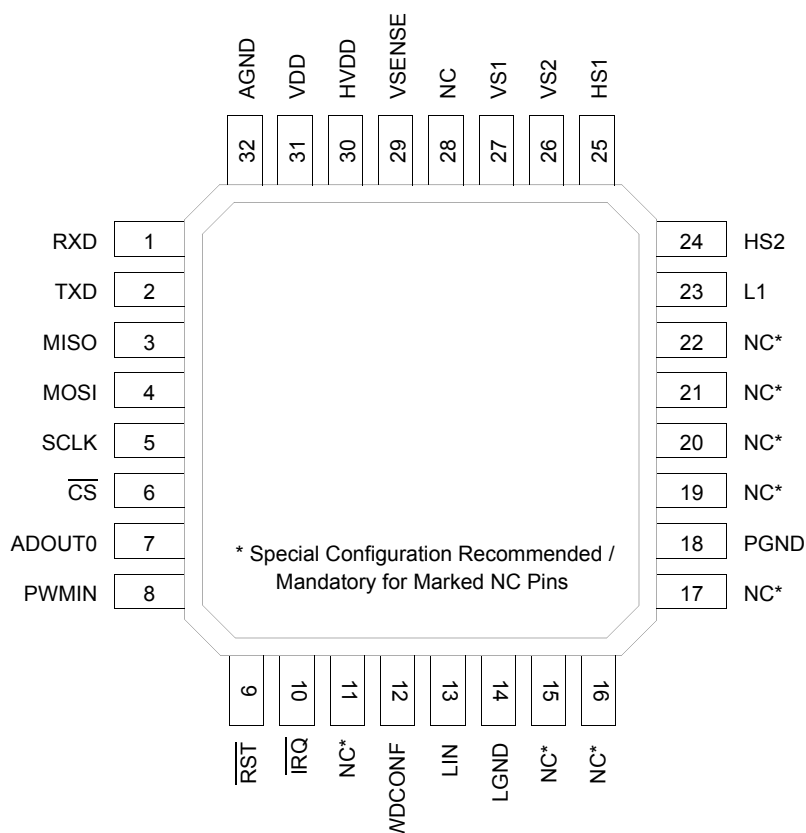 AGND
VDD
HVDD
VSENSE
NC
VS1
VS2
HS1
32
31
30
29
28
27
26
25
RXD 1
TXD 2
MISO 3
MOSI 4
SCLK 5
C̅S̅ 6
ADOUT0 7
PWMIN 8
24 HS2
23 L1
22 NC*
21 NC*
20 NC*
19 NC*
18 PGND
17 NC*
* Special Configuration Recommended /
Mandatory for Marked NC Pins
9
10
11
12
13
14
15
16
R̅S̅T̅
I̅R̅Q̅
NC*
WDCONF
LIN
LGND
NC*
NC*